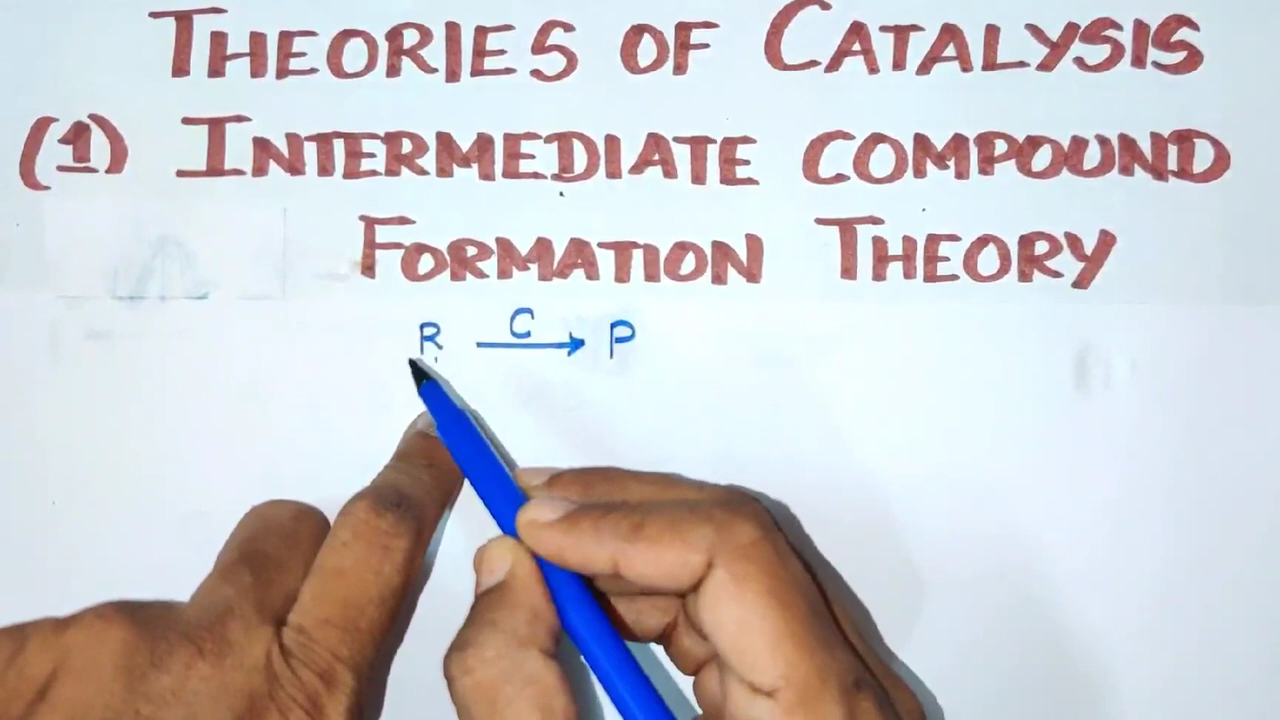 THEORIES OF CATALYSIS
(1) INTERMEDIATE COMPOUND
FORMATION THEORY
R —C→ P